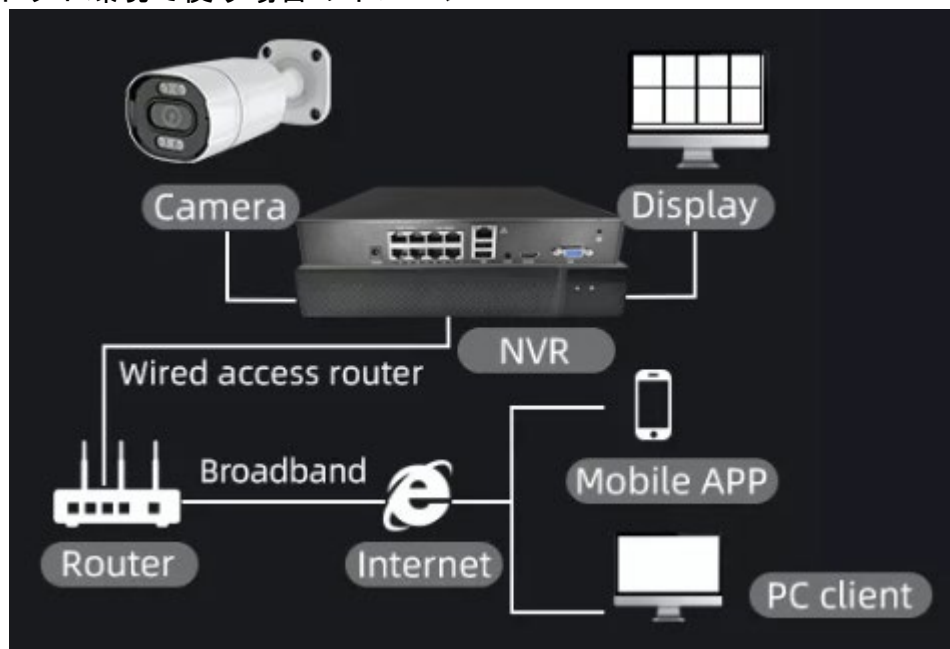 Camera
Display
NVR
Wired access router
Broadband
Mobile APP
Router
Internet
PC client